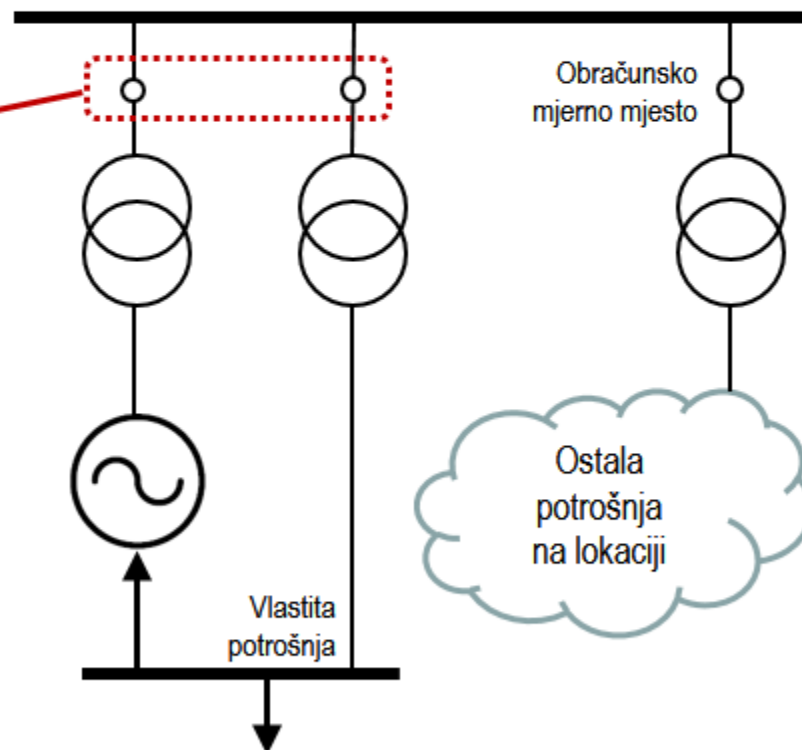 Obračunsko
mjerno mjesto
Ostala
potrošnja
na lokaciji
Vlastita
potrošnja